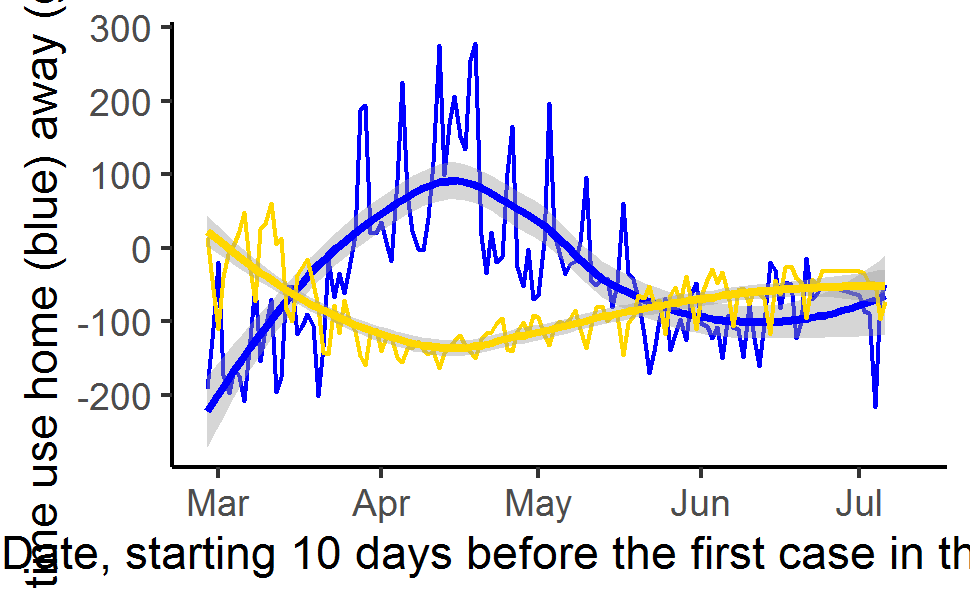 time use home (blue) away (
300
200
100
0
-100
-200
Mar Apr May Jun Jul
Date, starting 10 days before the first case in th